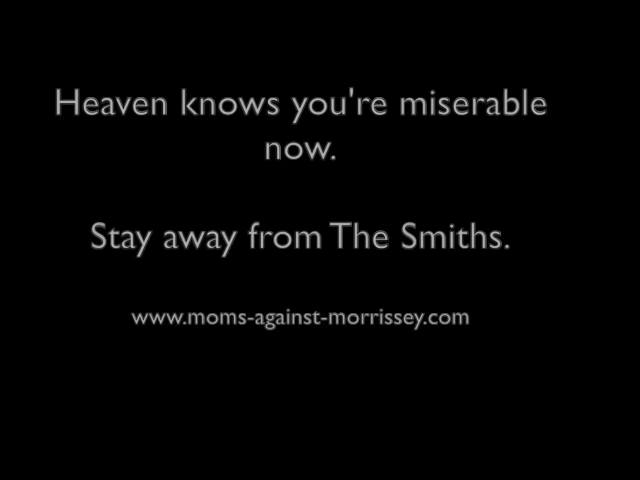 Heaven knows you're miserable
now.
Stay away from The Smiths.
www.moms-against-morrissey.com